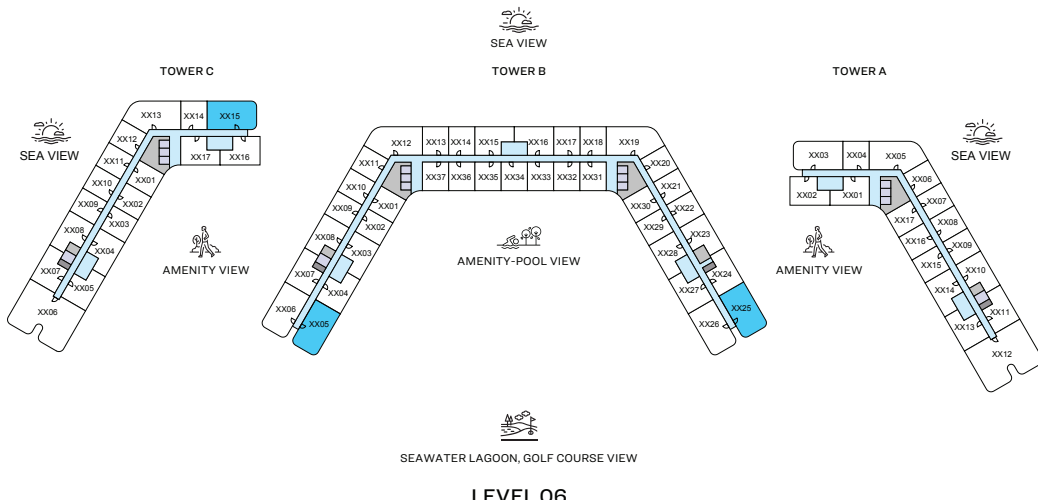 SEA VIEW
TOWER C
TOWER B
TOWER A
SEA VIEW
SEA VIEW
XX13
XX14
XX15
XX12
XX17
XX16
XX11
XX01
XX10
XX02
XX09
XX03
XX08
XX04
XX07
XX05
XX06
AMENITY VIEW
XX12
XX13
XX14
XX15
XX16
XX17
XX18
XX19
XX11
XX37
XX36
XX35
XX34
XX33
XX32
XX31
XX20
XX10
XX01
XX30
XX21
XX09
XX02
XX29
XX22
XX08
XX03
XX28
XX23
XX07
XX04
XX27
XX24
XX06
XX05
XX26
XX25
AMENITY-POOL VIEW
XX03
XX04
XX05
XX02
XX01
XX06
XX17
XX07
XX16
XX08
XX15
XX09
XX14
XX10
XX13
XX11
XX12
AMENITY VIEW
SEAWATER LAGOON, GOLF COURSE VIEW
LEVEL 06